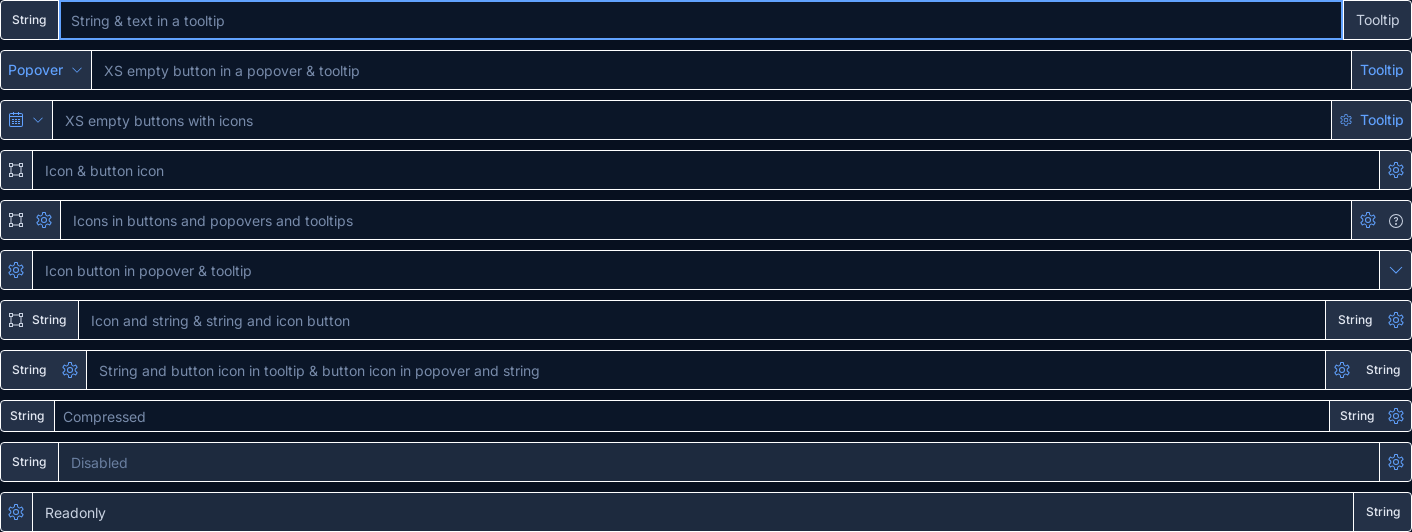 String String & text in a tooltip Tooltip
Popover XS empty button in a popover & tooltip Tooltip
XS empty buttons with icons Tooltip
Icon & button icon
Icons in buttons and popovers and tooltips
Icon button in popover & tooltip
String Icon and string & string and icon button String
String String and button icon in tooltip & button icon in popover and string String
String Compressed String
String Disabled
Readonly String